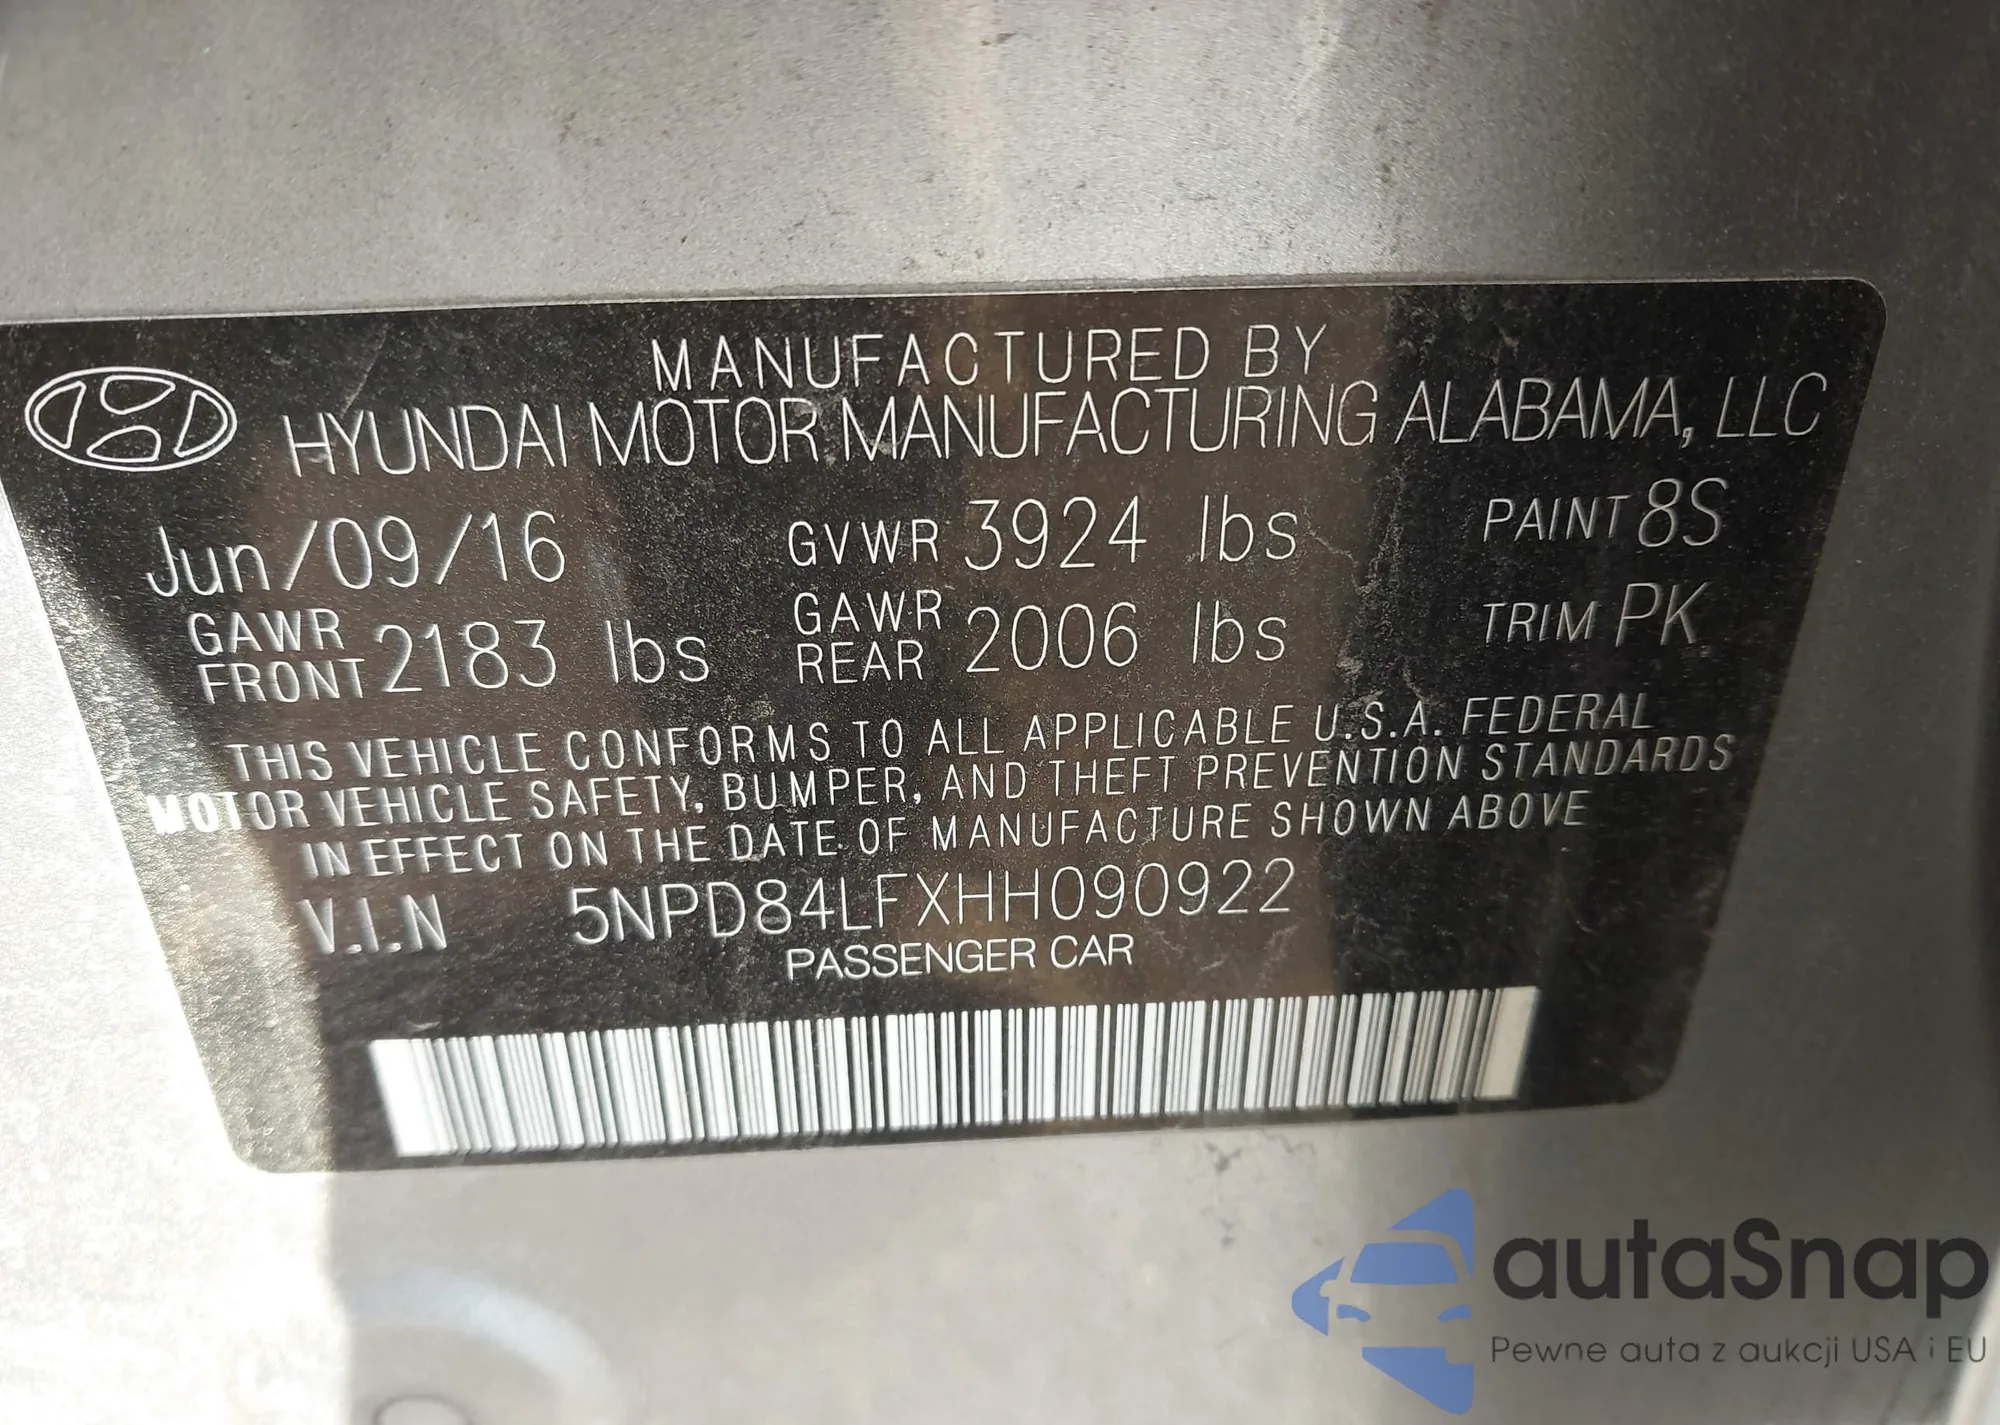 MANUFACTURED BY
HYUNDAI MOTOR MANUFACTURING ALABAMA, LLC
Jun/09/16 GVWR 3924 lbs PAINT 8S
GAWR FRONT 2183 lbs GAWR REAR 2006 lbs TRIM PK
THIS VEHICLE CONFORMS TO ALL APPLICABLE U.S.A. FEDERAL
MOTOR VEHICLE SAFETY, BUMPER, AND THEFT PREVENTION STANDARDS
IN EFFECT ON THE DATE OF MANUFACTURE SHOWN ABOVE
V.I.N 5NPD84LFXHH090922
PASSENGER CAR
autaSnap
Pewne auta z aukcji USA i EU